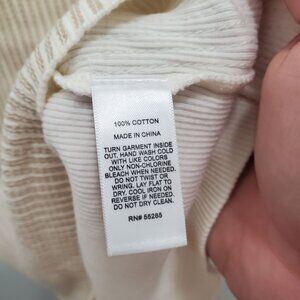 100% COTTON
MADE IN CHINA
TURN GARMENT INSIDE
OUT. HAND WASH COLD
WITH LIKE COLORS
ONLY NON-CHLORINE
BLEACH WHEN NEEDED.
DO NOT TWIST OR
WRING. LAY FLAT TO
DRY. COOL IRON ON
REVERSE IF NEEDED.
DO NOT DRY CLEAN.
RN# 55285